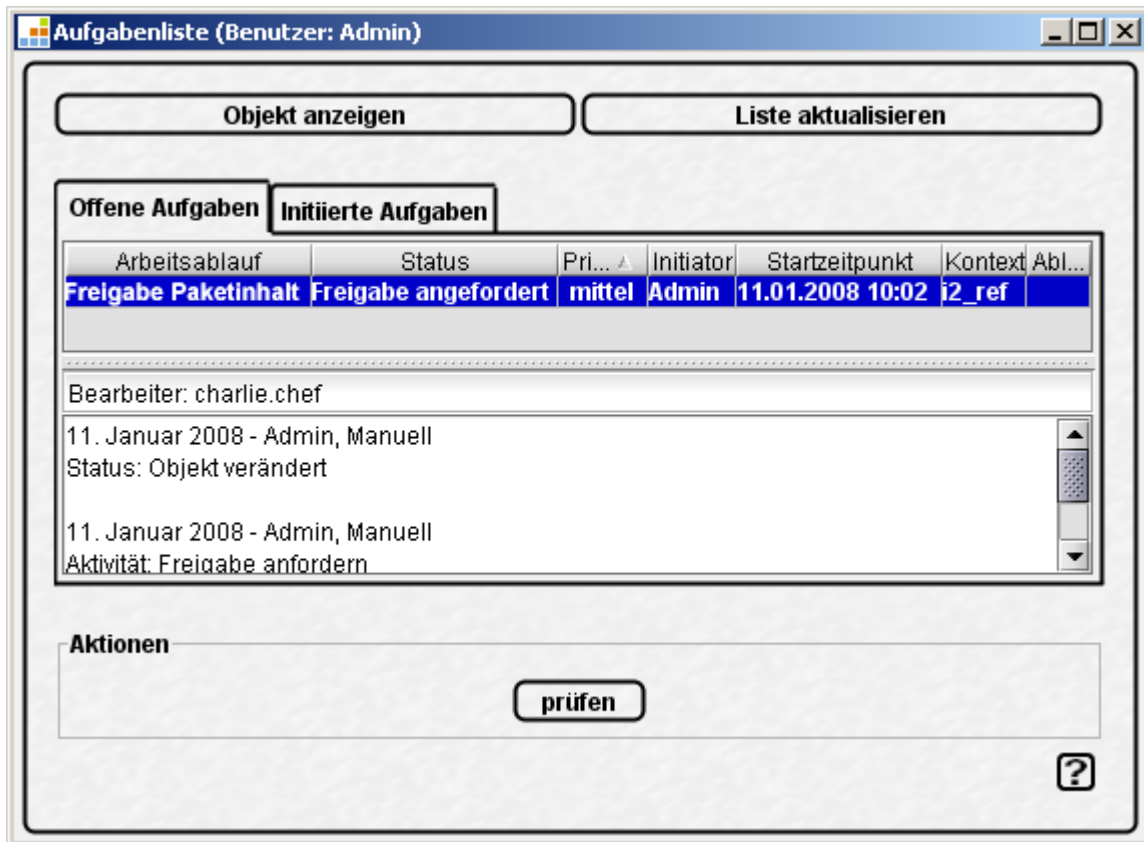 Aufgabenliste (Benutzer: Admin)
Objekt anzeigen Liste aktualisieren
Offene Aufgaben Initiierte Aufgaben
Arbeitsablauf Status Pri... Initiator Startzeitpunkt Kontext Abl...
Freigabe Paketinhalt Freigabe angefordert mittel Admin 11.01.2008 10:02 i2_ref
Bearbeiter: charlie.chef
11. Januar 2008 - Admin, Manuell
Status: Objekt verändert
11. Januar 2008 - Admin, Manuell
Aktivität: Freigabe anfordern
Aktionen
prüfen
?